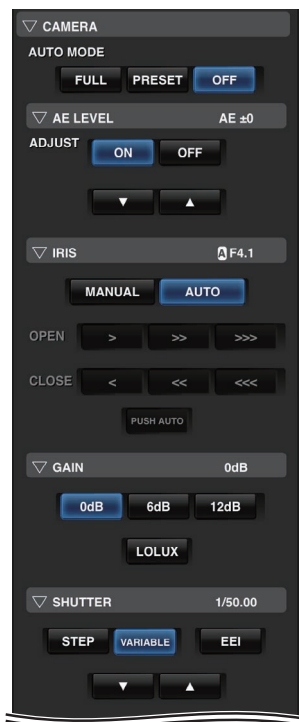 ▽ CAMERA
AUTO MODE
FULL PRESET OFF
▽ AE LEVEL AE ±0
ADJUST ON OFF
▼ ▲
▽ IRIS A F4.1
MANUAL AUTO
OPEN > >> >>>
CLOSE < << <<<
PUSH AUTO
▽ GAIN 0dB
0dB 6dB 12dB
LOLUX
▽ SHUTTER 1/50.00
STEP VARIABLE EEI
▼ ▲